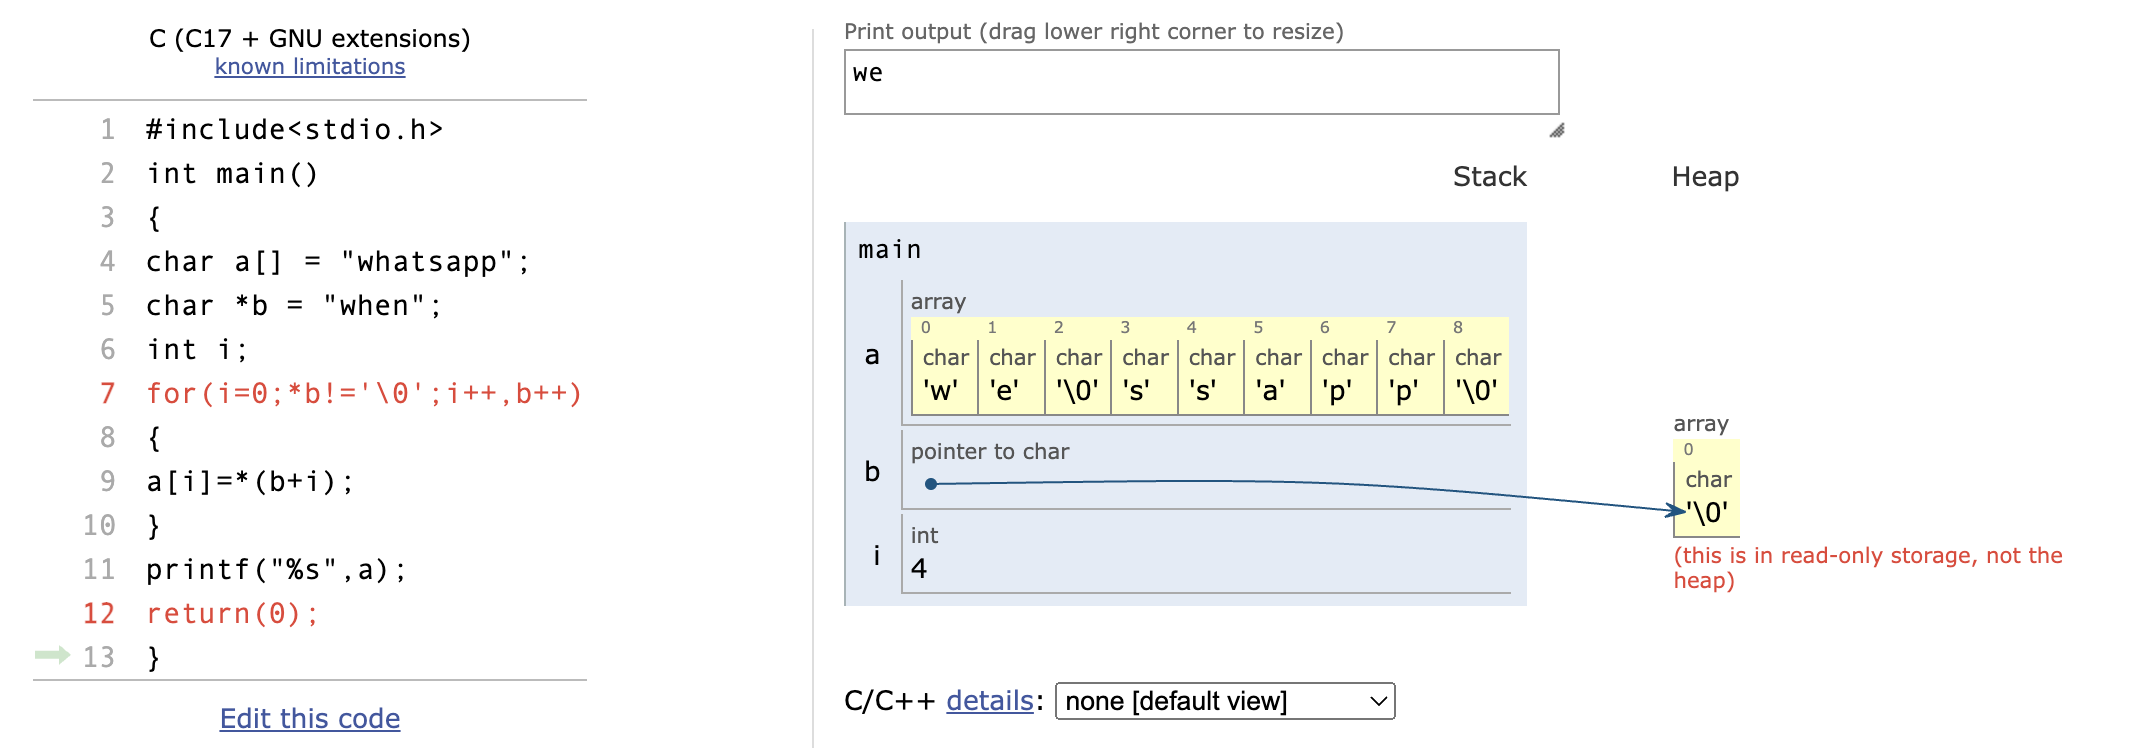 C (C17 + GNU extensions)
known limitations
1 #include<stdio.h>
2 int main()
3 {
4 char a[] = "whatsapp";
5 char *b = "when";
6 int i;
7 for(i=0;*b!='\0';i++,b++)
8 {
9 a[i]=*(b+i);
10 }
11 printf("%s",a);
12 return(0);
13 }
Edit this code
Print output (drag lower right corner to resize)
we
Stack Heap
main
array
0 1 2 3 4 5 6 7 8
a char char char char char char char char char
'w' 'e' '\0' 's' 's' 'a' 'p' 'p' '\0'
b pointer to char
i int
4
array
0
char
'\0'
(this is in read-only storage, not the
heap)
C/C++ details: none [default view]